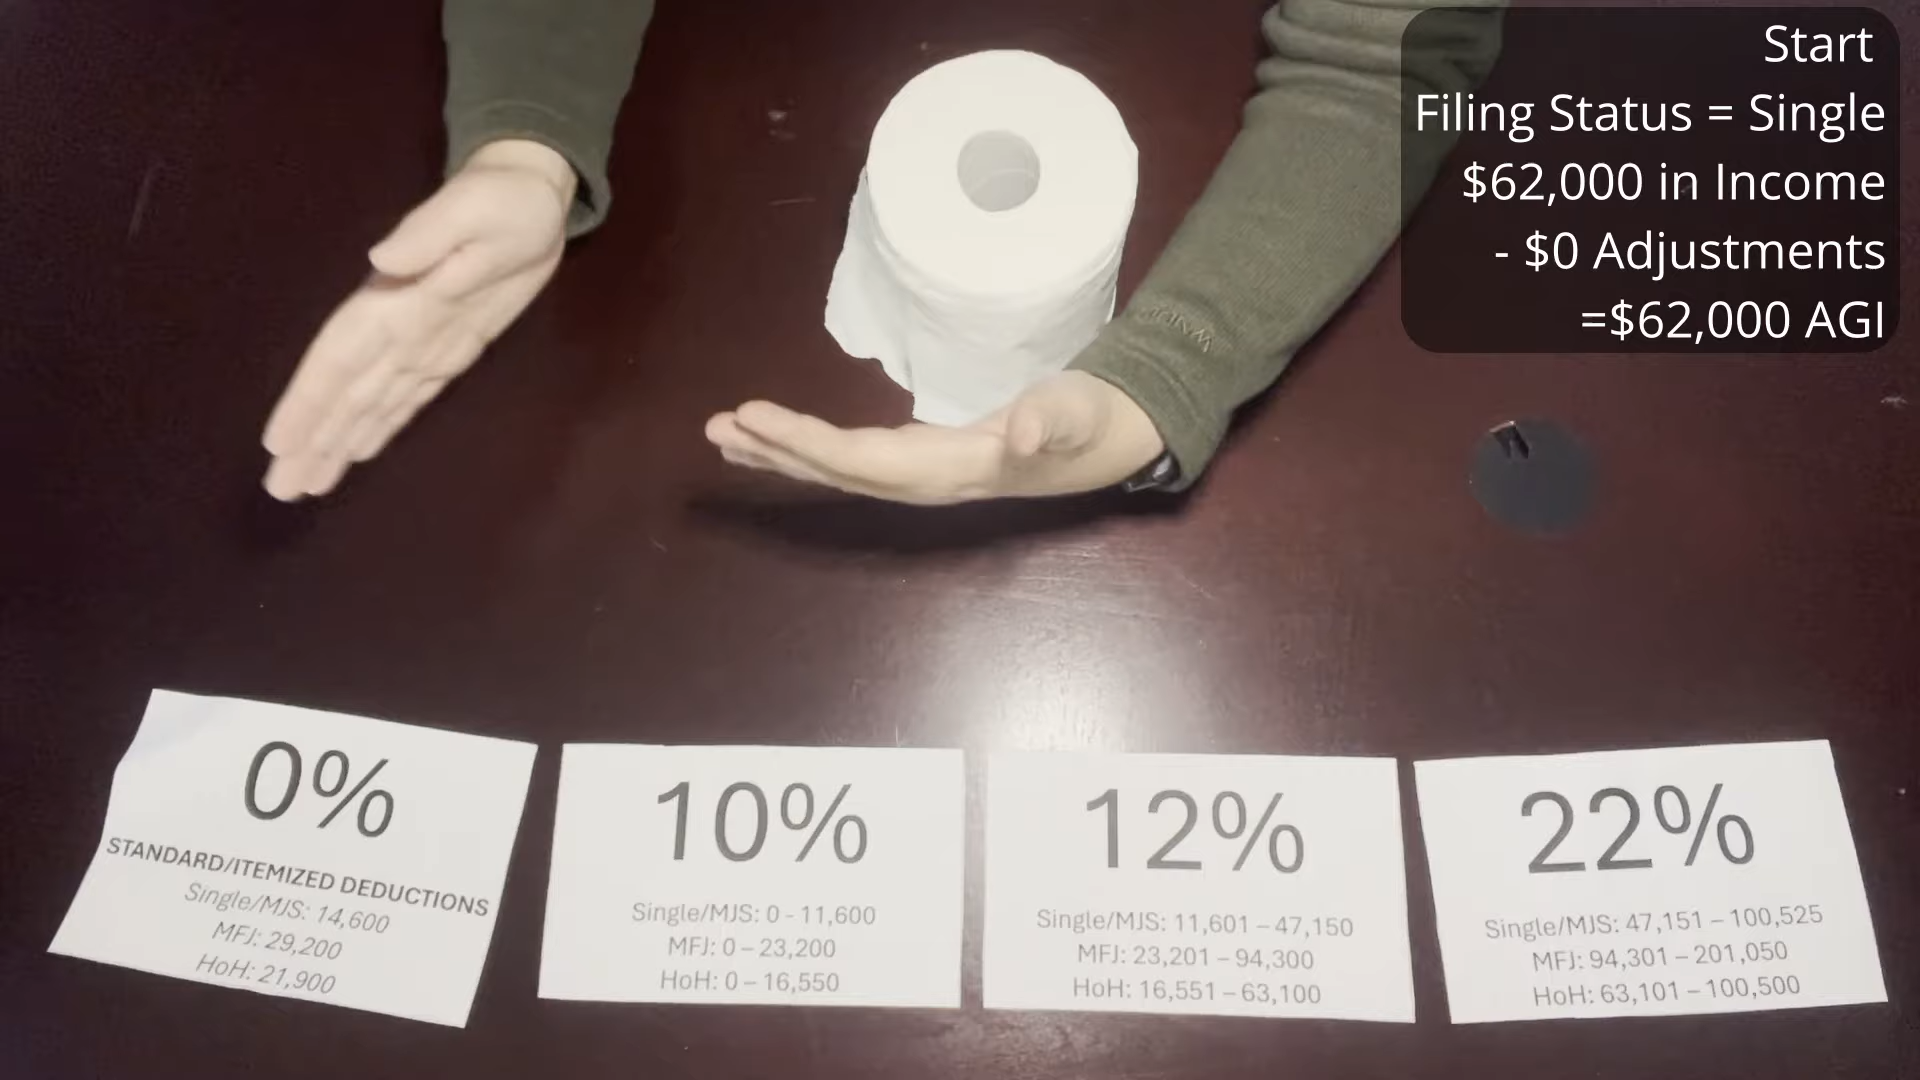 Start
Filing Status = Single
$62,000 in Income
- $0 Adjustments
=$62,000 AGI
0%
STANDARD/ITEMIZED DEDUCTIONS
Single/MJS: 14,600
MFJ: 29,200
HoH: 21,900
10%
Single/MJS: 0 - 11,600
MFJ: 0 – 23,200
HoH: 0 – 16,550
12%
Single/MJS: 11,601 – 47,150
MFJ: 23,201 – 94,300
HoH: 16,551 – 63,100
22%
Single/MJS: 47,151 – 100,525
MFJ: 94,301 – 201,050
HoH: 63,101 – 100,500